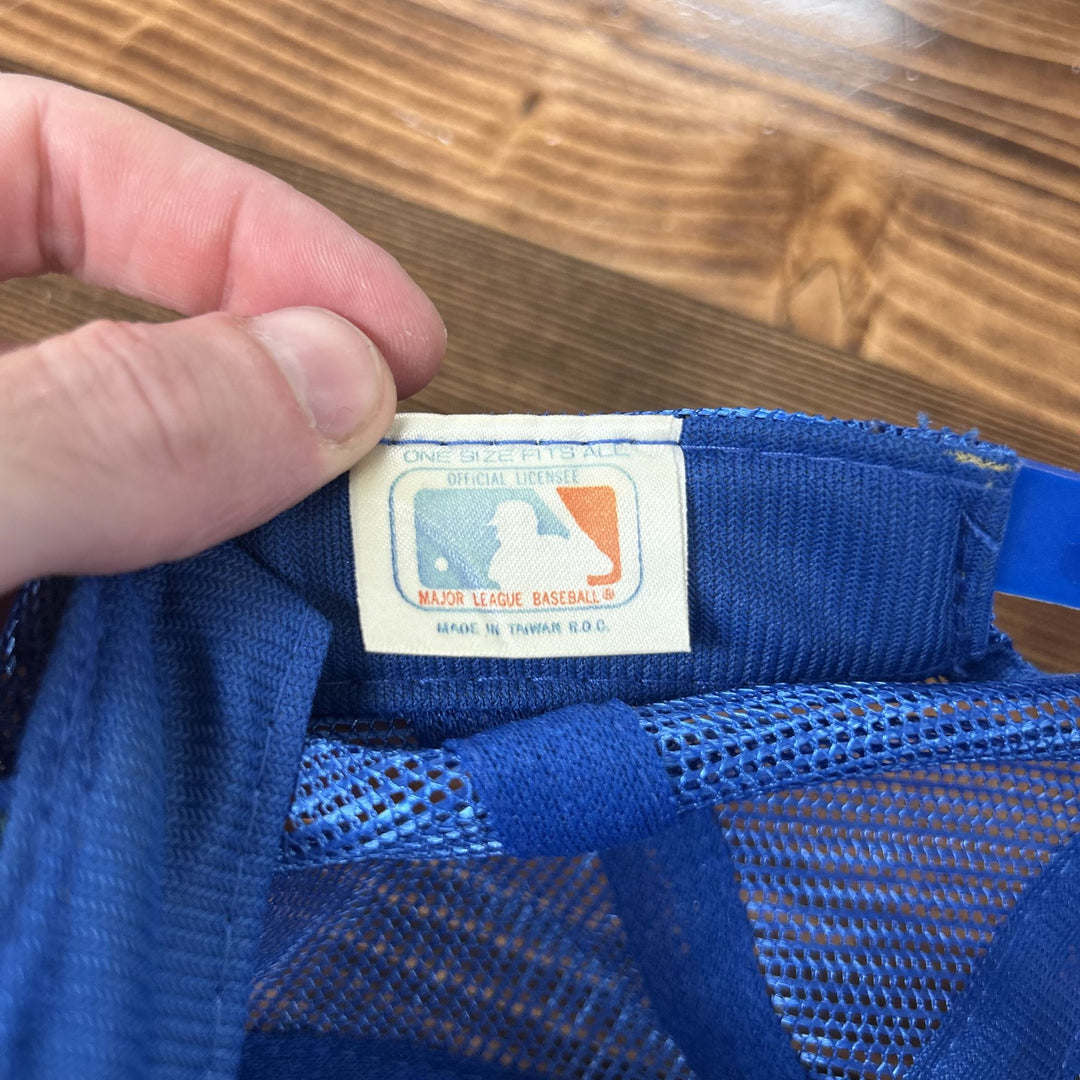 ONE SIZE FITS ALL
OFFICIAL LICENSEE
MAJOR LEAGUE BASEBALL®
MADE IN TAIWAN R.O.C.